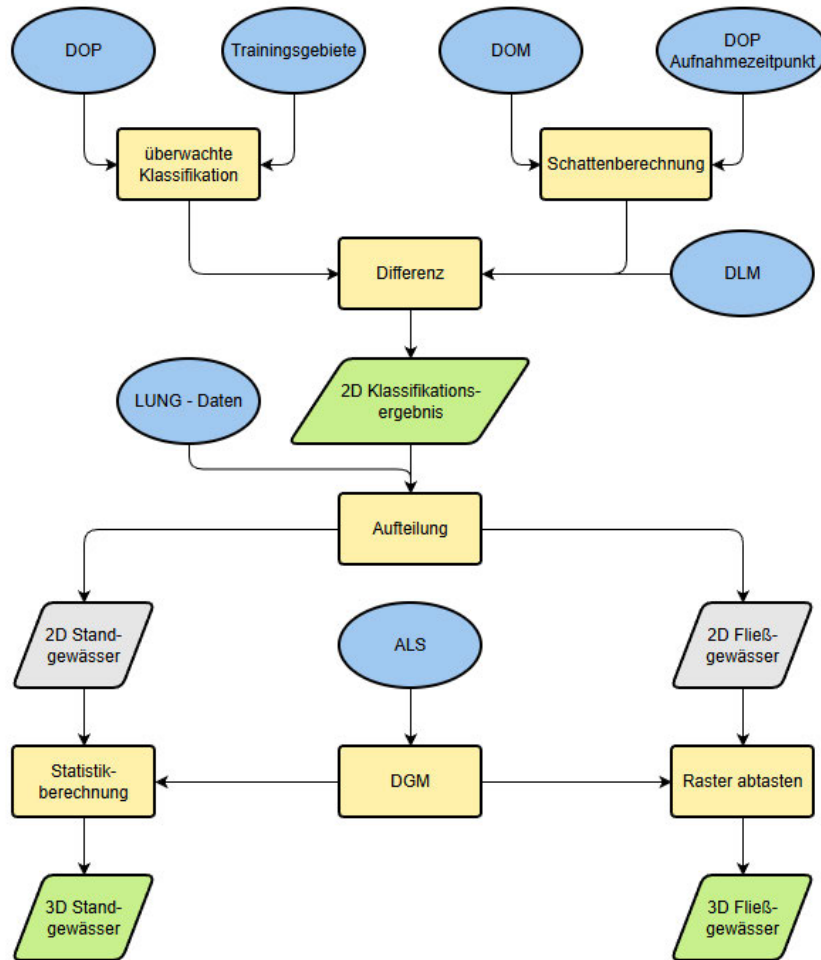 DOP
Trainingsgebiete
DOM
DOP
Aufnahmezeitpunkt
überwachte
Klassifikation
Schattenberechnung
Differenz
DLM
LUNG - Daten
2D Klassifikations-
ergebnis
Aufteilung
2D Stand-
gewässer
ALS
2D Fließ-
gewässer
Statistik-
berechnung
DGM
Raster abtasten
3D Stand-
gewässer
3D Fließ-
gewässer